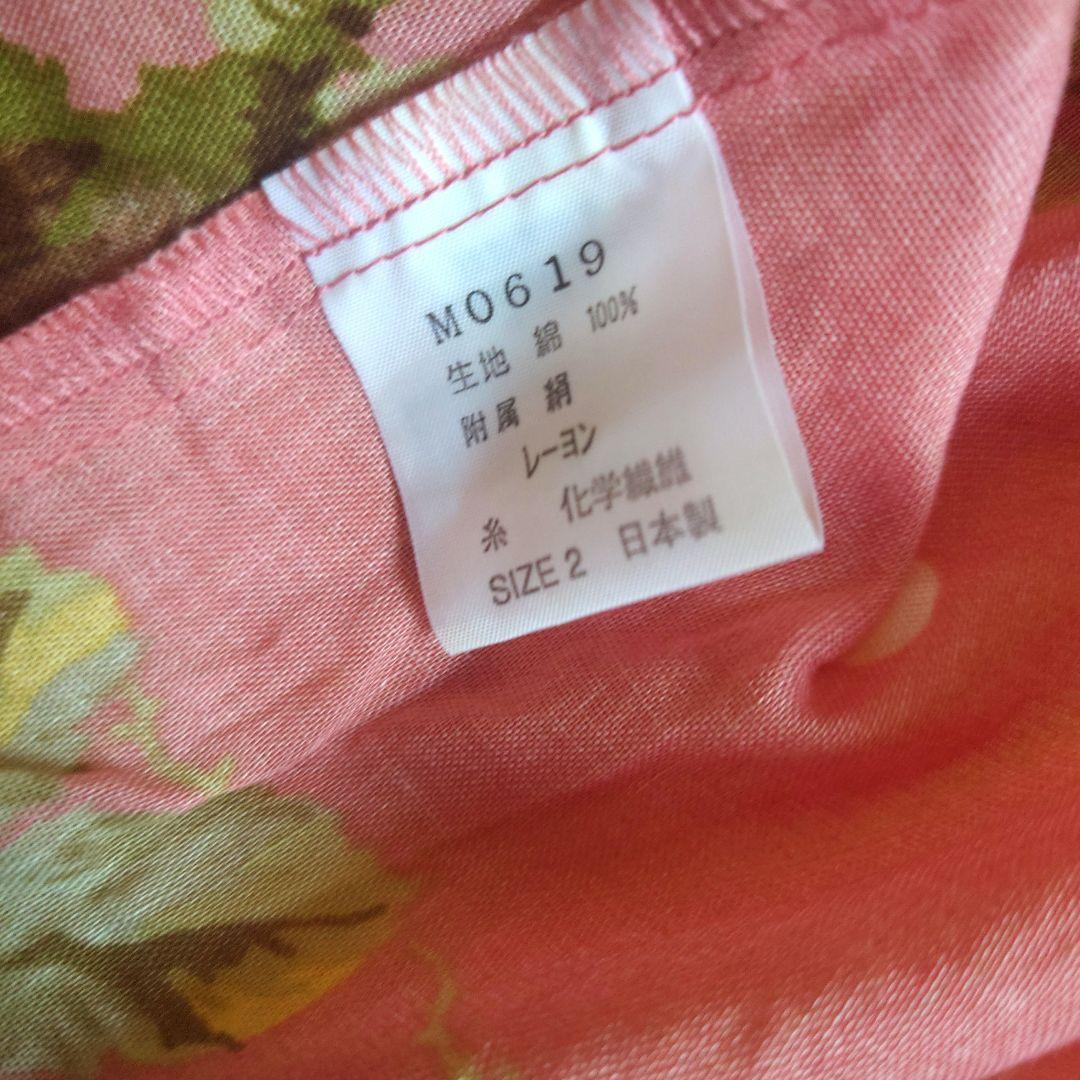 M0619
生地 綿 100%
附属 絹
レーヨン
糸 化学繊維
SIZE 2 日本製